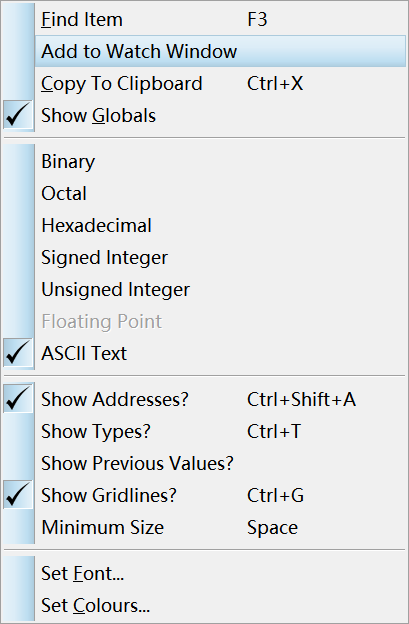 Find Item F3
Add to Watch Window
Copy To Clipboard Ctrl+X
Show Globals
Binary
Octal
Hexadecimal
Signed Integer
Unsigned Integer
Floating Point
ASCII Text
Show Addresses? Ctrl+Shift+A
Show Types? Ctrl+T
Show Previous Values?
Show Gridlines? Ctrl+G
Minimum Size Space
Set Font...
Set Colours...